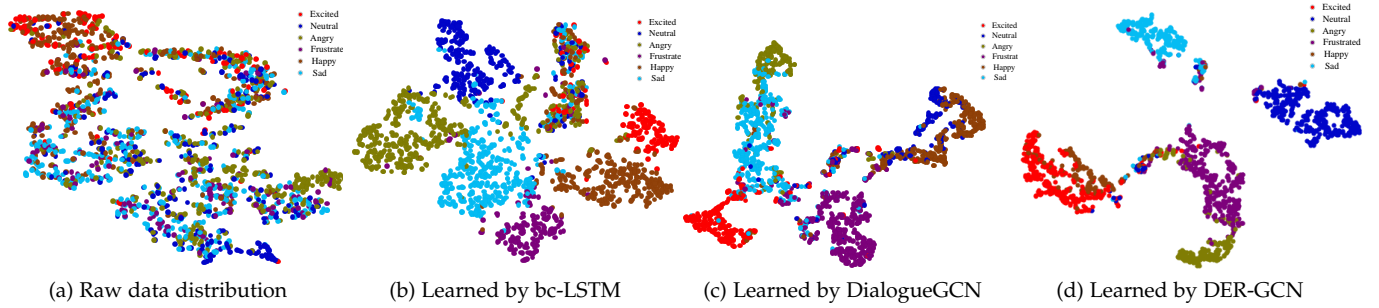 Excited
Neutral
Angry
Frustrate
Happy
Sad
Excited
Neutral
Angry
Frustrate
Happy
Sad
Excited
Neutral
Angry
Frustrat
Happy
Sad
Excited
Neutral
Angry
Frustrated
Happy
Sad
(a) Raw data distribution
(b) Learned by bc-LSTM
(c) Learned by DialogueGCN
(d) Learned by DER-GCN